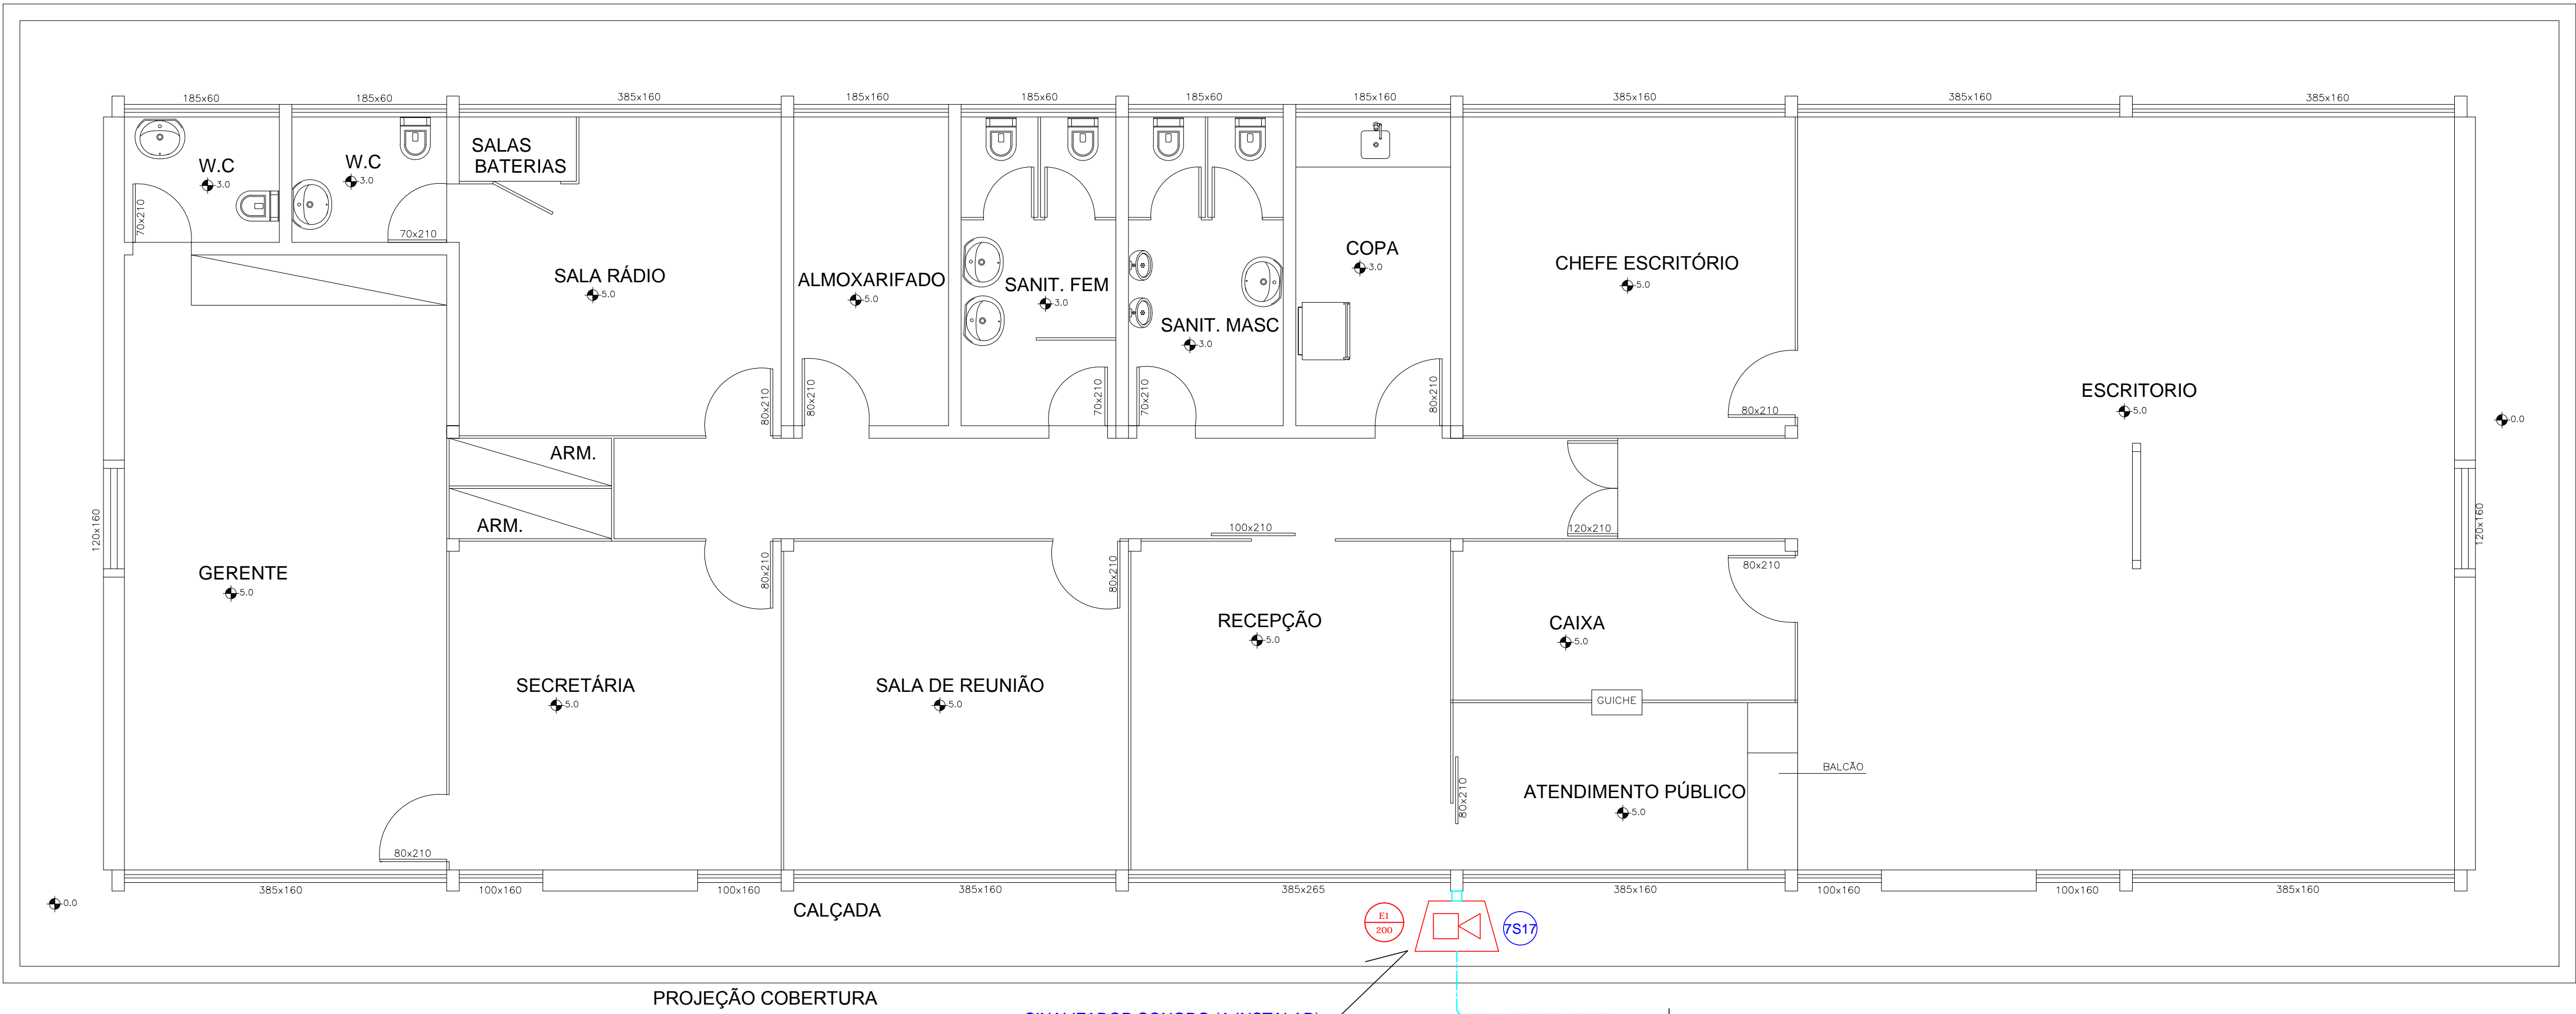 185x60
185x60
385x160
185x160
185x60
185x60
185x160
385x160
385x160
385x160
SALAS
BATERIAS
W.C
3.0
W.C
3.0
70x210
70x210
SALA RÁDIO
5.0
ALMOXARIFADO
5.0
SANIT. FEM
3.0
SANIT. MASC
3.0
COPA
3.0
CHEFE ESCRITÓRIO
5.0
ESCRITORIO
5.0
0.0
80x210
80x210
70x210
70x210
80x210
80x210
ARM.
ARM.
100x210
120x210
120x160
120x160
GERENTE
5.0
80x210
80x210
80x210
RECEPÇÃO
5.0
CAIXA
5.0
SECRETÁRIA
5.0
SALA DE REUNIÃO
5.0
GUICHE
BALCÃO
ATENDIMENTO PÚBLICO
5.0
80x210
80x210
385x160
100x160
100x160
385x160
385x265
385x160
100x160
100x160
385x160
0.0
CALÇADA
E1
200
7S17
PROJEÇÃO COBERTURA
SINALIZADOR SONORO (A INSTALAR)